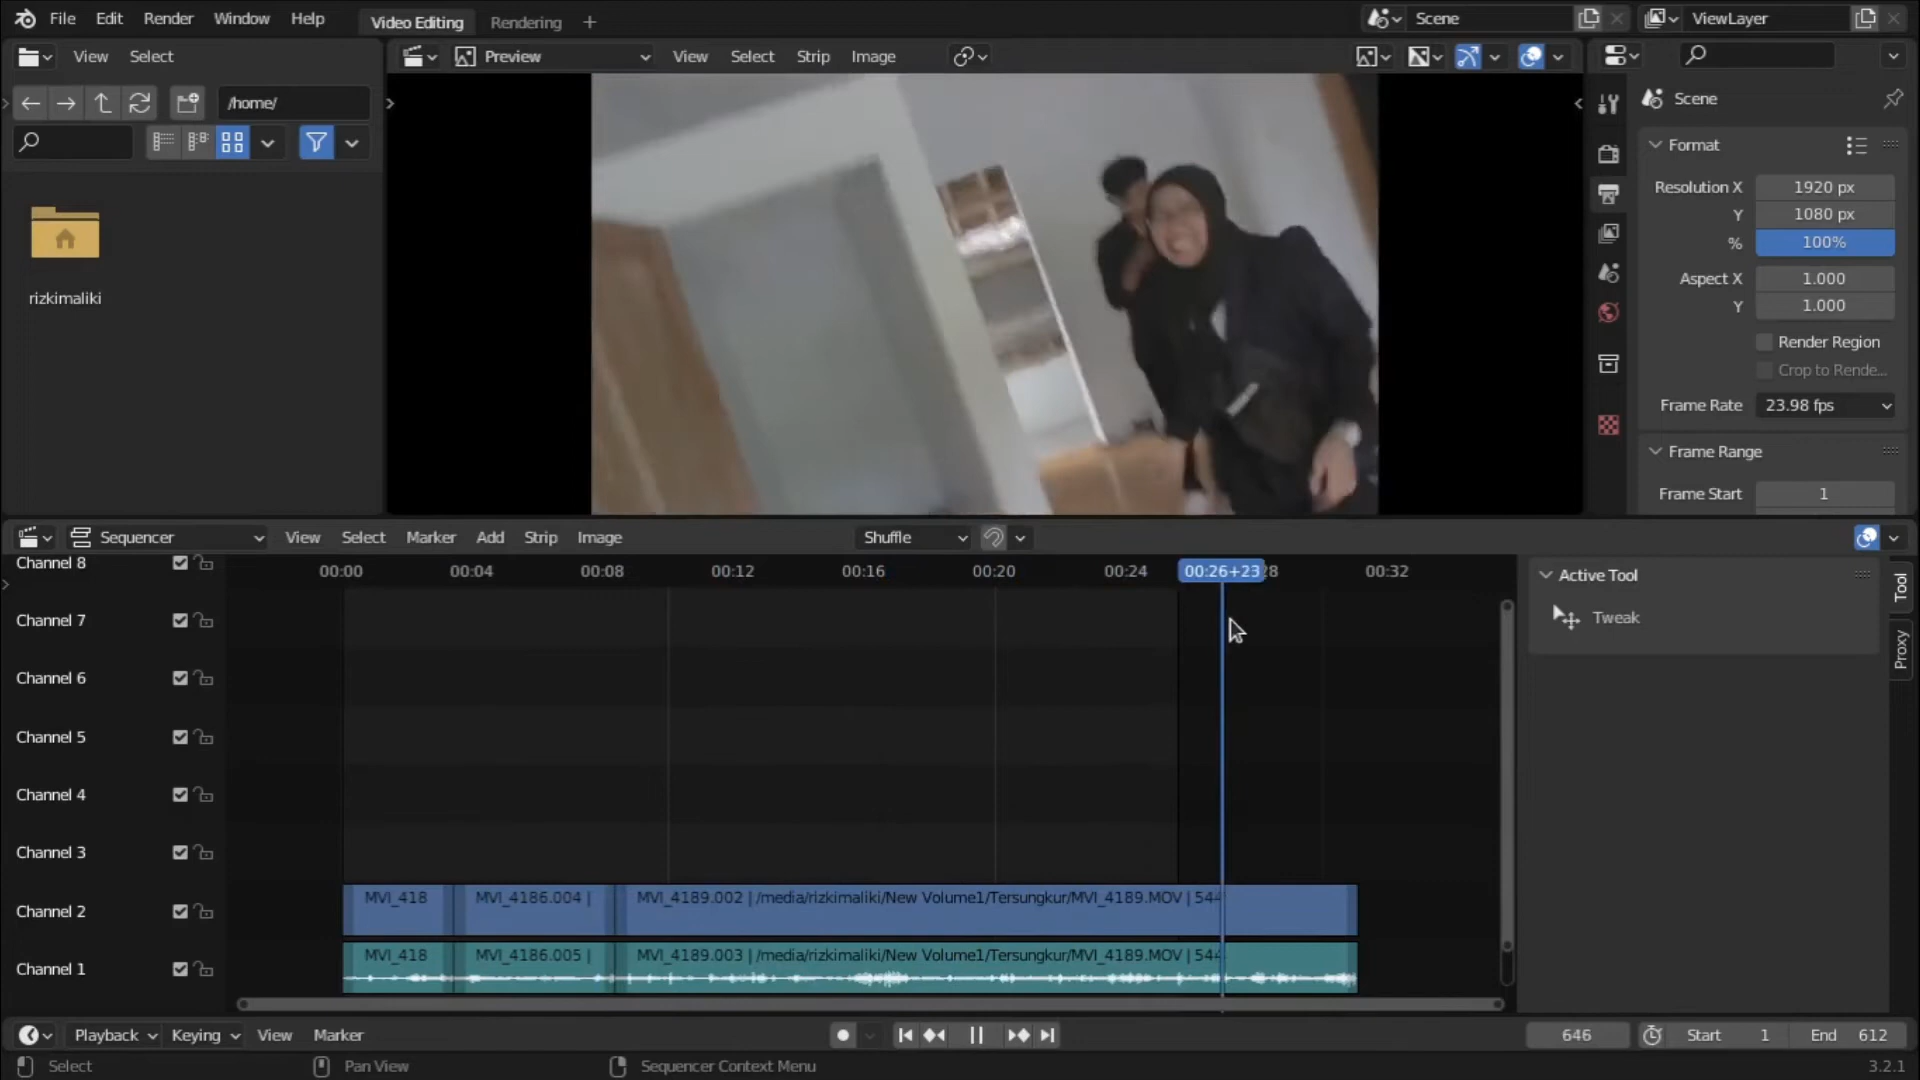 File Edit Render Window Help Video Editing Rendering + Scene ViewLayer
View Select Preview View Select Strip Image
/home/ Scene
Format
Resolution X 1920 px
Y 1080 px
% 100%
Aspect X 1.000
Y 1.000
rizkimaliki
Render Region
Crop to Rende...
Frame Rate 23.98 fps
Frame Range
Frame Start 1
Sequencer View Select Marker Add Strip Image Shuffle
Channel 8 00:00 00:04 00:08 00:12 00:16 00:20 00:24 00:26+23 8 00:32
Active Tool
Tweak
Tool
Proxy
Channel 7
Channel 6
Channel 5
Channel 4
Channel 3
Channel 2 MVI_418 MVI_4186.004 | MVI_4189.002 | /media/rizkimaliki/New Volume1/Tersungkur/MVI_4189.MOV | 544
Channel 1 MVI_418 MVI_4186.005 | MVI_4189.003 | /media/rizkimaliki/New Volume1/Tersungkur/MVI_4189.MOV | 544
Playback Keying View Marker 646 Start 1 End 612
Select Pan View Sequencer Context Menu 3.2.1